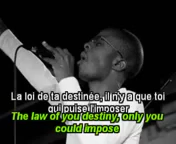 La loi de ta destinée, il n'y a que toi
qui puise l'imposer
The law of you destiny, only you
could impose